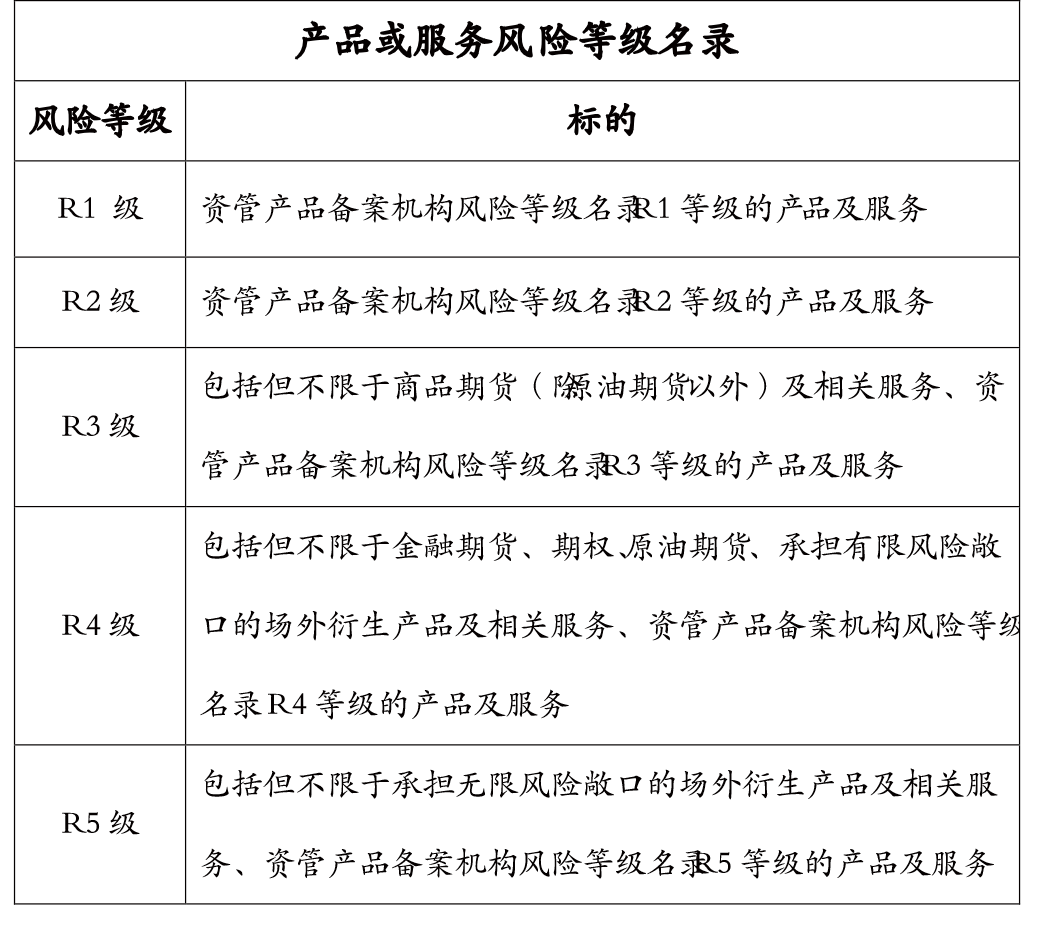 产品或服务风险等级名录
风险等级
标的
R1 级
资管产品备案机构风险等级名录R1 等级的产品及服务
R2 级
资管产品备案机构风险等级名录R2 等级的产品及服务
R3 级
包括但不限于商品期货（除原油期货以外）及相关服务、资
管产品备案机构风险等级名录R3 等级的产品及服务
R4 级
包括但不限于金融期货、期权、原油期货、承担有限风险敞
口的场外衍生产品及相关服务、资管产品备案机构风险等级
名录R4 等级的产品及服务
R5 级
包括但不限于承担无限风险敞口的场外衍生产品及相关服
务、资管产品备案机构风险等级名录R5 等级的产品及服务